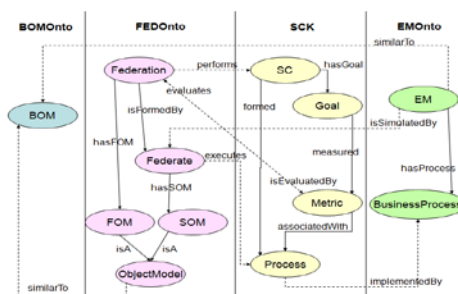 BOMOnto FEDOnto SCK EMOnto
similarTo
Federation performs SC hasGoal
evaluates formed Goal EM
BOM isFormedBy isSimulatedBy
hasFOM Federate executes measured hasProcess
hasSOM isEvaluatedBy
FOM SOM Metric BusinessProcess
isA isA associatedWith
ObjectModel Process
similarTo implementedBy